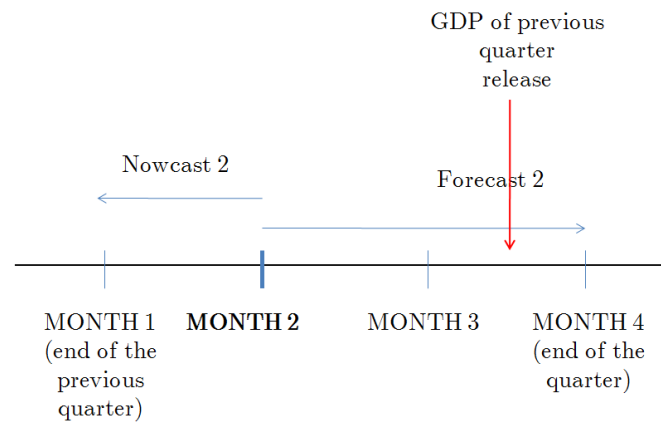 GDP of previous
quarter
release
Nowcast 2
Forecast 2
MONTH 1
(end of the
previous
quarter)
MONTH 2
MONTH 3
MONTH 4
(end of the
quarter)